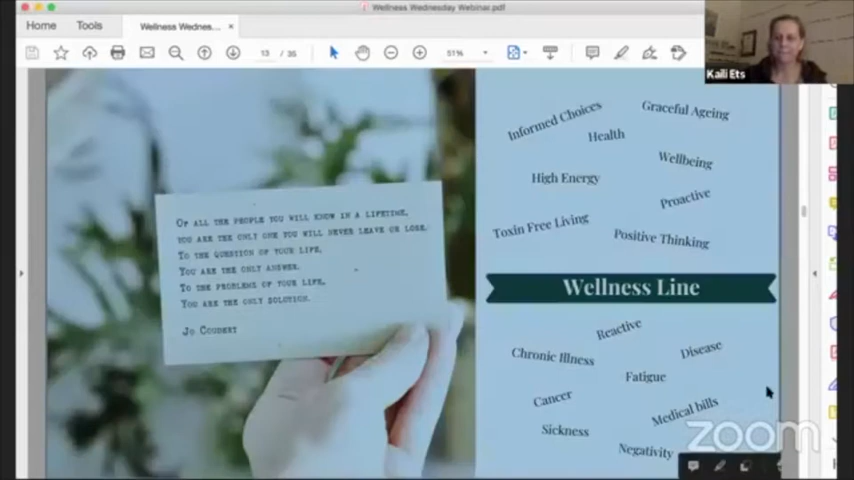 Wellness Wednesday Webinar.pdf
Home
Tools
Wellness Wednes...
×
13 / 35
51%
Kaili Ets
OF ALL THE PEOPLE YOU WILL KNOW IN A LIFETIME,
YOU ARE THE ONLY ONE YOU WILL NEVER LEAVE OR LOSE.
TO THE QUESTION OF YOUR LIFE,
YOU ARE THE ONLY ANSWER.
TO THE PROBLEMS OF YOUR LIFE,
YOU ARE THE ONLY SOLUTION.
JO COUDERT
Informed Choices
Graceful Ageing
Health
Wellbeing
High Energy
Proactive
Toxin Free Living
Positive Thinking
Wellness Line
Reactive
Chronic Illness
Disease
Fatigue
Cancer
Medical bills
Sickness
Negativity
zoom